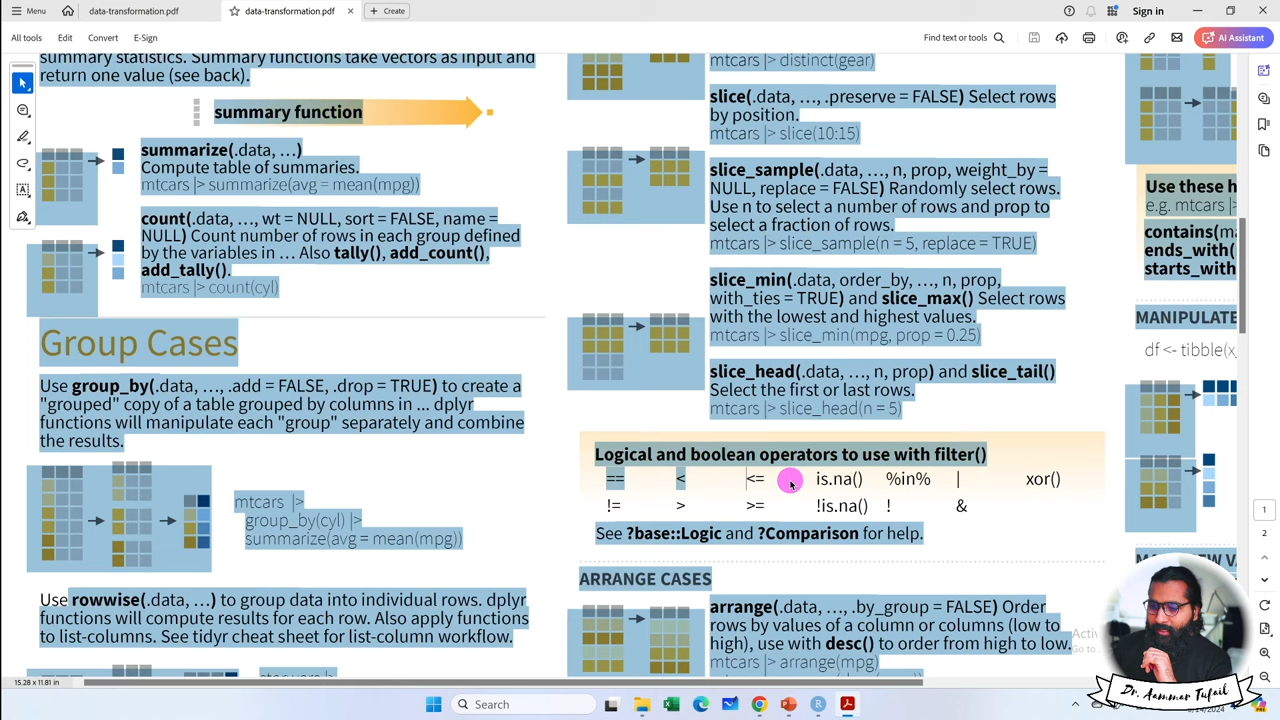 Menu
data-transformation.pdf
data-transformation.pdf
Create
Sign in
All tools
Edit
Convert
E-Sign
Find text or tools
AI Assistant
summary statistics. Summary functions take vectors as input and
return one value (see back).
summary function
summarize(.data, …)
Compute table of summaries.
mtcars |> summarize(avg = mean(mpg))
count(.data, …, wt = NULL, sort = FALSE, name =
NULL) Count number of rows in each group defined
by the variables in … Also tally(), add_count(),
add_tally().
mtcars |> count(cyl)
Group Cases
Use group_by(.data, …, .add = FALSE, .drop = TRUE) to create a
"grouped" copy of a table grouped by columns in ... dplyr
functions will manipulate each "group" separately and combine
the results.
mtcars |>
group_by(cyl) |>
summarize(avg = mean(mpg))
Use rowwise(.data, …) to group data into individual rows. dplyr
functions will compute results for each row. Also apply functions
to list-columns. See tidyr cheat sheet for list-column workflow.
mtcars |> distinct(gear)
slice(.data, …, .preserve = FALSE) Select rows
by position.
mtcars |> slice(10:15)
slice_sample(.data, …, n, prop, weight_by =
NULL, replace = FALSE) Randomly select rows.
Use n to select a number of rows and prop to
select a fraction of rows.
mtcars |> slice_sample(n = 5, replace = TRUE)
slice_min(.data, order_by, …, n, prop,
with_ties = TRUE) and slice_max() Select rows
with the lowest and highest values.
mtcars |> slice_min(mpg, prop = 0.25)
slice_head(.data, …, n, prop) and slice_tail()
Select the first or last rows.
mtcars |> slice_head(n = 5)
Logical and boolean operators to use with filter()
== < <= is.na() %in% | xor()
!= > >= !is.na() ! &
See ?base::Logic and ?Comparison for help.
ARRANGE CASES
arrange(.data, …, .by_group = FALSE) Order
rows by values of a column or columns (low to
high), use with desc() to order from high to low.
mtcars |> arrange(mpg)
Use these h
e.g. mtcars |>
contains(ma
ends_with(
starts_with
MANIPULATE
df <- tibble(x_
1
2
15.28 x 11.81 in
Search
Dr. Aammar Tufail